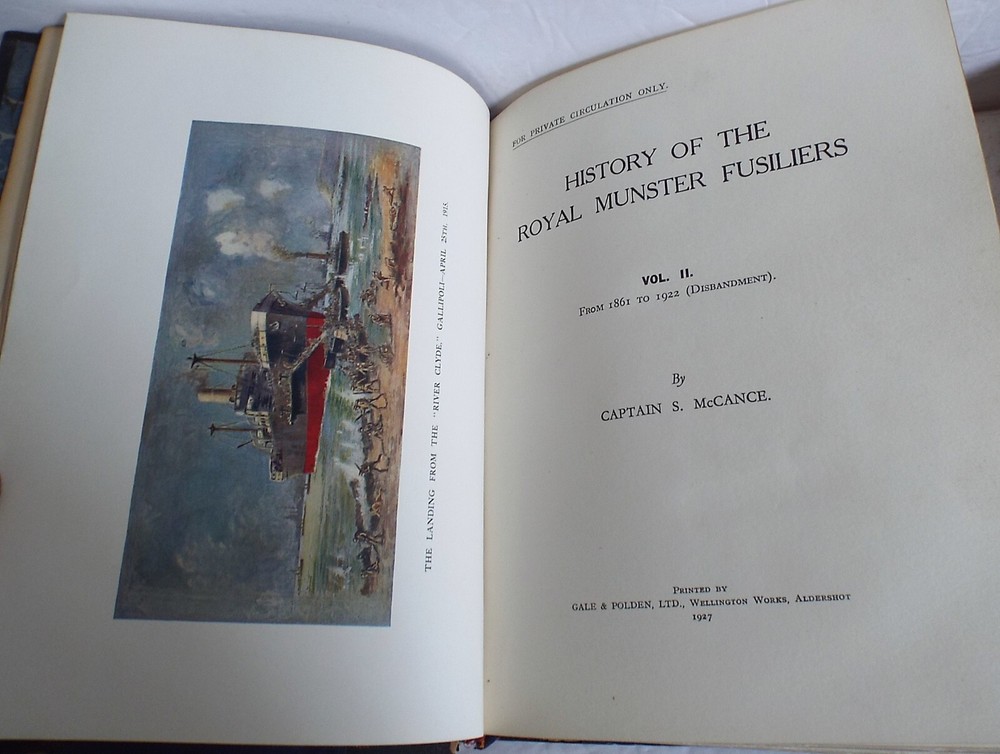 THE LANDING FROM THE "RIVER CLYDE," GALLIPOLI—APRIL 25TH, 1915.
FOR PRIVATE CIRCULATION ONLY.
HISTORY OF THE
ROYAL MUNSTER FUSILIERS
VOL. II.
FROM 1861 TO 1922 (DISBANDMENT).
By
CAPTAIN S. McCANCE.
PRINTED BY
GALE & POLDEN, LTD., WELLINGTON WORKS, ALDERSHOT
1927